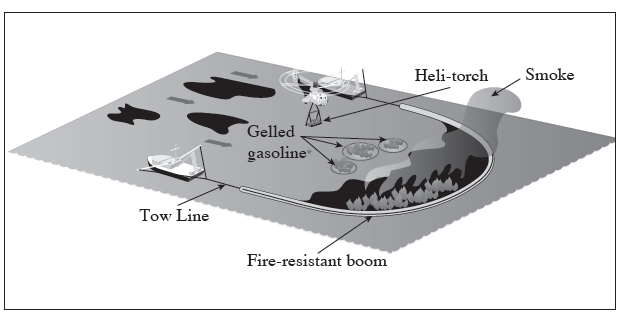 Heli-torch
Smoke
Gelled
gasoline*
Tow Line
Fire-resistant boom